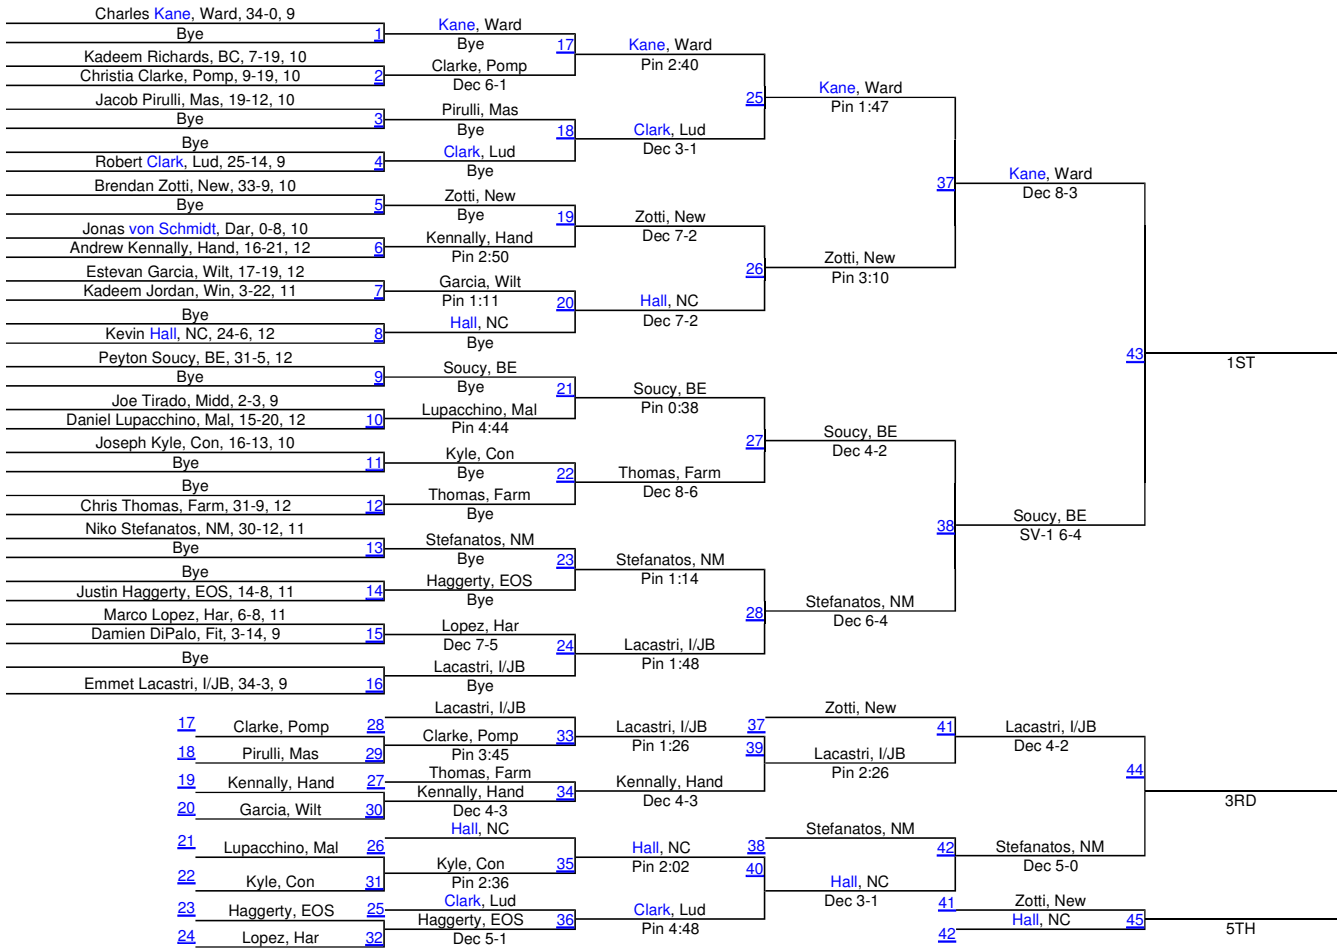 Charles Kane, Ward, 34-0, 9
Bye
1
Kadeem Richards, BC, 7-19, 10
Christia Clarke, Pomp, 9-19, 10
2
Jacob Pirulli, Mas, 19-12, 10
Bye
3
Bye
Robert Clark, Lud, 25-14, 9
4
Brendan Zotti, New, 33-9, 10
Bye
5
Jonas von Schmidt, Dar, 0-8, 10
Andrew Kennally, Hand, 16-21, 12
6
Estevan Garcia, Wilt, 17-19, 12
Kadeem Jordan, Win, 3-22, 11
7
Bye
Kevin Hall, NC, 24-6, 12
8
Peyton Soucy, BE, 31-5, 12
Bye
9
Joe Tirado, Midd, 2-3, 9
Daniel Lupacchino, Mal, 15-20, 12
10
Joseph Kyle, Con, 16-13, 10
Bye
11
Bye
Chris Thomas, Farm, 31-9, 12
12
Niko Stefanatos, NM, 30-12, 11
Bye
13
Bye
Justin Haggerty, EOS, 14-8, 11
14
Marco Lopez, Har, 6-8, 11
Damien DiPalo, Fit, 3-14, 9
15
Bye
Emmet Lacastri, I/JB, 34-3, 9
16
Kane, Ward
Bye
17
Clarke, Pomp
Dec 6-1
Pirulli, Mas
Bye
18
Clark, Lud
Bye
Zotti, New
Bye
19
Kennally, Hand
Pin 2:50
Garcia, Wilt
Pin 1:11
20
Hall, NC
Bye
Soucy, BE
Bye
21
Lupacchino, Mal
Pin 4:44
Kyle, Con
Bye
22
Thomas, Farm
Bye
Stefanatos, NM
Bye
23
Haggerty, EOS
Bye
Lopez, Har
Dec 7-5
24
Lacastri, I/JB
Bye
Kane, Ward
Pin 2:40
25
Clark, Lud
Dec 3-1
Zotti, New
Dec 7-2
26
Hall, NC
Dec 7-2
Soucy, BE
Pin 0:38
27
Thomas, Farm
Dec 8-6
Stefanatos, NM
Pin 1:14
28
Lacastri, I/JB
Pin 1:48
Kane, Ward
Pin 1:47
37
Zotti, New
Pin 3:10
Soucy, BE
Dec 4-2
38
Stefanatos, NM
Dec 6-4
Kane, Ward
Dec 8-3
43
Soucy, BE
SV-1 6-4
1ST
17
Clarke, Pomp
18
Pirulli, Mas
19
Kennally, Hand
20
Garcia, Wilt
21
Lupacchino, Mal
22
Kyle, Con
23
Haggerty, EOS
24
Lopez, Har
28
Lacastri, I/JB
29
Clarke, Pomp
Pin 3:45
33
27
Thomas, Farm
30
Kennally, Hand
Dec 4-3
34
26
Hall, NC
31
Kyle, Con
Pin 2:36
35
25
Clark, Lud
32
Haggerty, EOS
Dec 5-1
36
Lacastri, I/JB
Pin 1:26
39
Kennally, Hand
Dec 4-3
Hall, NC
Pin 2:02
40
Clark, Lud
Pin 4:48
37
Zotti, New
41
Lacastri, I/JB
Pin 2:26
38
Stefanatos, NM
42
Hall, NC
Dec 3-1
Lacastri, I/JB
Dec 4-2
44
Stefanatos, NM
Dec 5-0
3RD
41
Zotti, New
42
Hall, NC
45
5TH